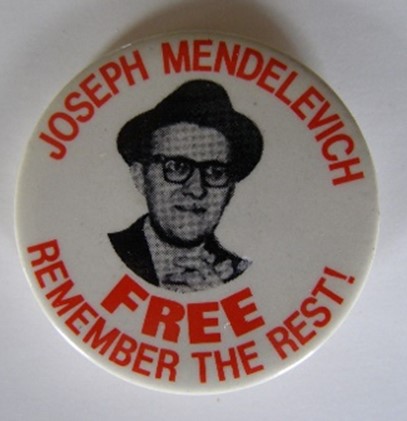 JOSEPH MENDELEVICH
FREE
REMEMBER THE REST!